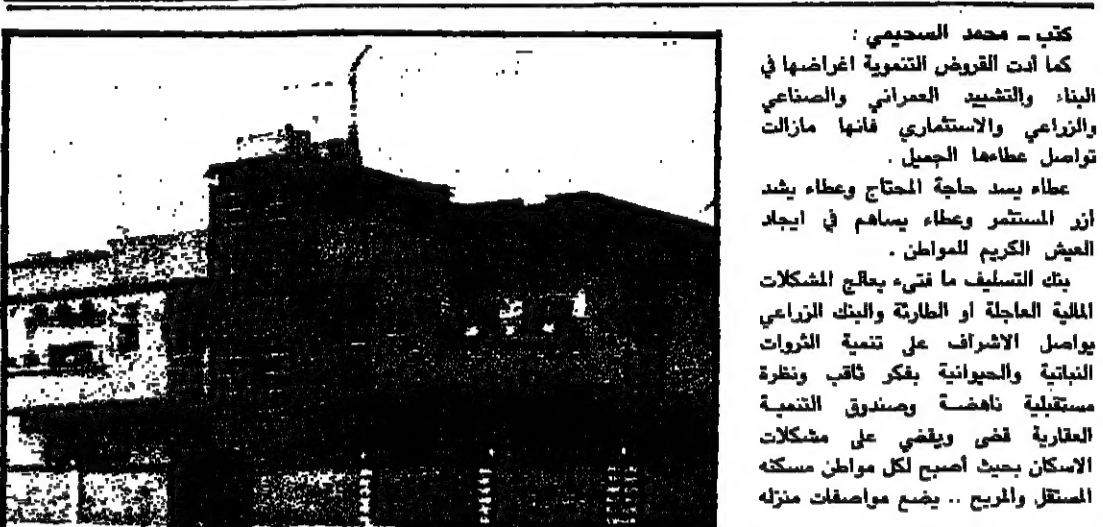 كتب ـ محمد السحيمي :
كما أدت القروض التنموية اغراضها في
البناء والتشييد العمراني والصناعي
والزراعي والاستثماري فانها مازالت
تواصل عطاءها الجميل .
عطاء يسد حاجة المحتاج وعطاء يشد
أزر المستثمر وعطاء يساهم في ايجاد
العيش الكريم للمواطن .
بنك التسليف ما فتىء يعالج المشكلات
المالية العاجلة او الطارئة والبنك الزراعي
يواصل الاشراف على تنمية الثروات
النباتية والحيوانية بفكر ثاقب ونظرة
مستقبلية ناهضة وصندوق التنمية
العقارية قضى ويقضي على مشكلات
الاسكان بحيث أصبح لكل مواطن مسكنه
المستقل والمريح .. يضع مواصفات منزله